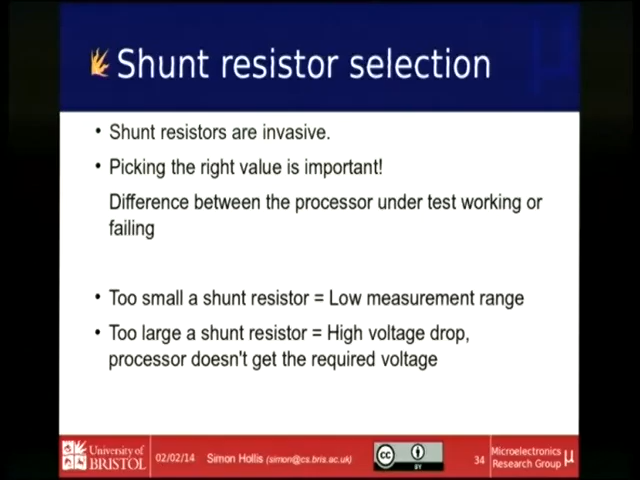 Shunt resistor selection
• Shunt resistors are invasive.
• Picking the right value is important!
Difference between the processor under test working or
failing
• Too small a shunt resistor = Low measurement range
• Too large a shunt resistor = High voltage drop,
processor doesn't get the required voltage
University of
BRISTOL
02/02/14
Simon Hollis (simon@cs.bris.ac.uk)
cc
BY
34
Microelectronics
Research Group
μ